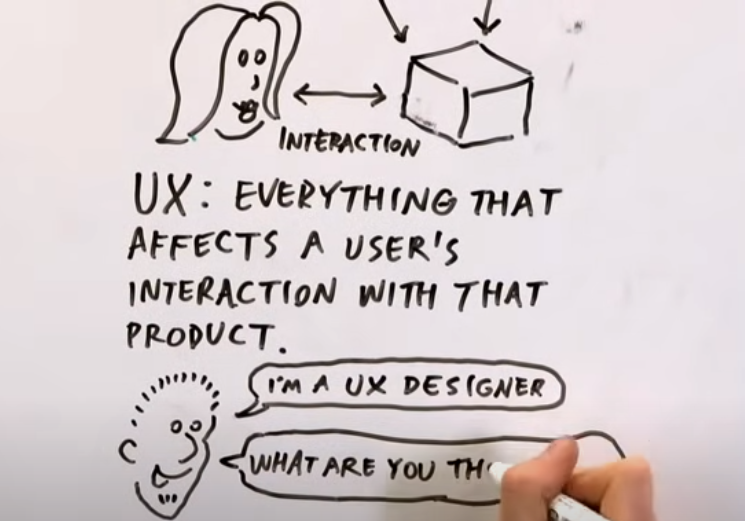 INTERACTION
UX: EVERYTHING THAT
AFFECTS A USER'S
INTERACTION WITH THAT
PRODUCT.
I'M A UX DESIGNER
WHAT ARE YOU